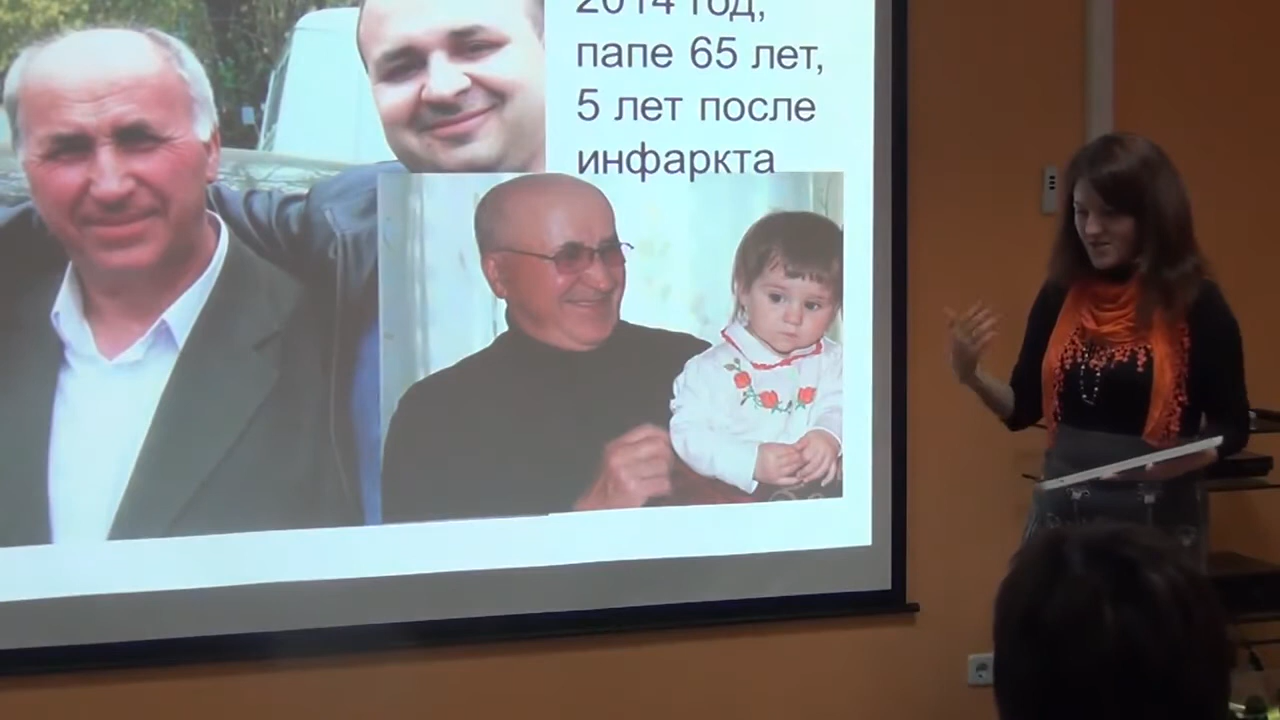 2014 год,
папе 65 лет,
5 лет после
инфаркта